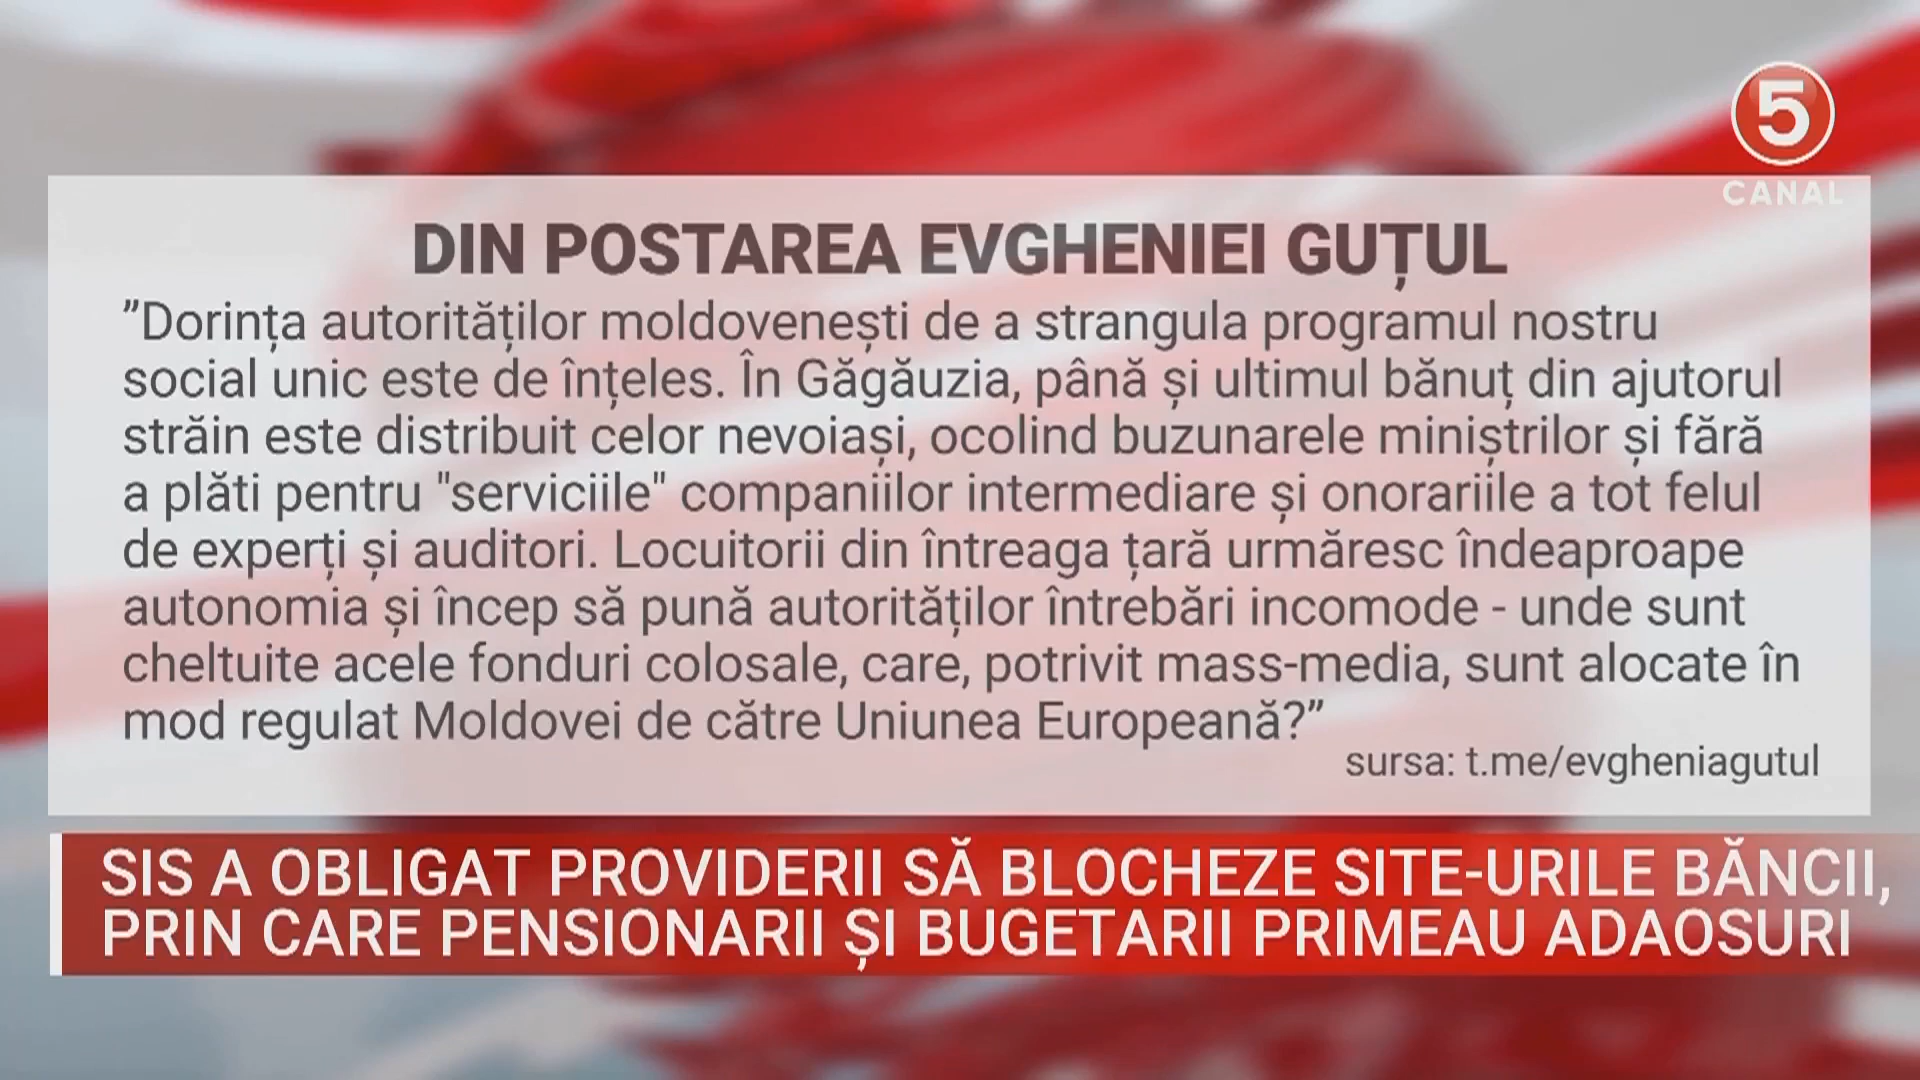 5
CANAL
DIN POSTAREA EVGHENIEI GUȚUL
”Dorința autorităților moldovenești de a strangula programul nostru
social unic este de înțeles. În Găgăuzia, până și ultimul bănuț din ajutorul
străin este distribuit celor nevoiași, ocolind buzunarele miniștrilor și fără
a plăti pentru "serviciile" companiilor intermediare și onorariile a tot felul
de experți și auditori. Locuitorii din întreaga țară urmăresc îndeaproape
autonomia și încep să pună autorităților întrebări incomode - unde sunt
cheltuite acele fonduri colosale, care, potrivit mass-media, sunt alocate în
mod regulat Moldovei de către Uniunea Europeană?”
sursa: t.me/evgheniagutul
SIS A OBLIGAT PROVIDERII SĂ BLOCHEZE SITE-URILE BĂNCII,
PRIN CARE PENSIONARII ȘI BUGETARII PRIMEAU ADAOSURI